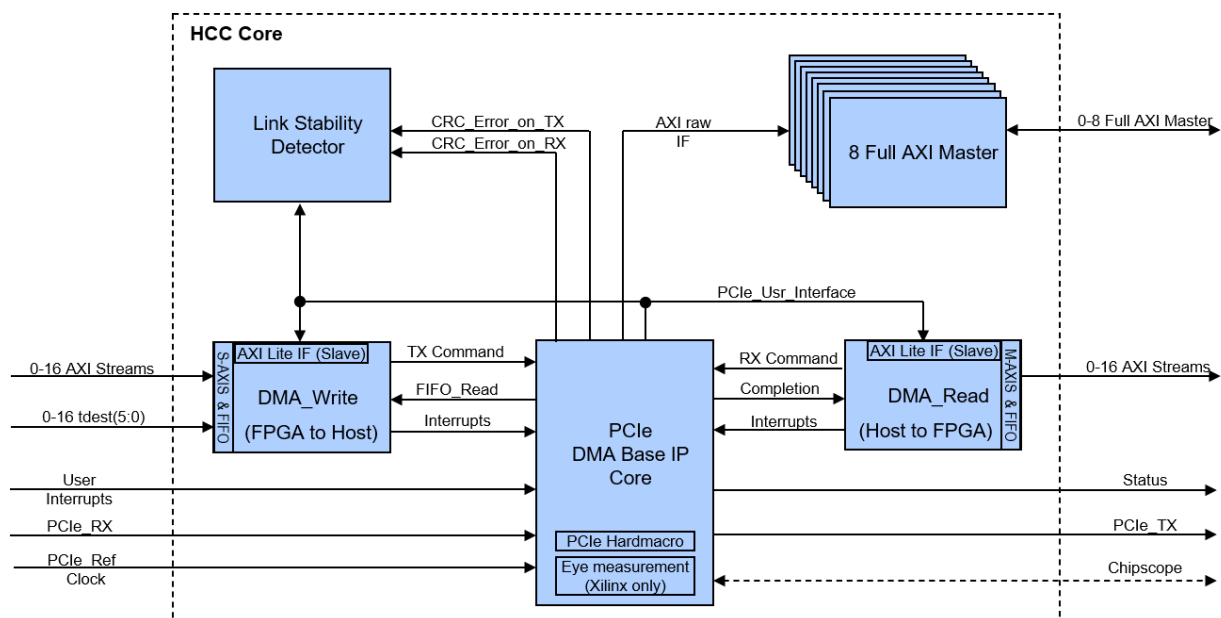 HCC Core
Link Stability
Detector
CRC_Error_on_TX
CRC_Error_on_RX
AXI raw
IF
8 Full AXI Master
0-8 Full AXI Master
PCIe_Usr_Interface
S-AXIS & FIFO
AXI Lite IF (Slave)
DMA_Write
(FPGA to Host)
0-16 AXI Streams
0-16 tdest(5:0)
TX Command
FIFO_Read
Interrupts
PCIe
DMA Base IP
Core
PCIe Hardmacro
Eye measurement
(Xilinx only)
RX Command
Completion
Interrupts
AXI Lite IF (Slave)
DMA_Read
(Host to FPGA)
M-AXIS & FIFO
0-16 AXI Streams
User
Interrupts
PCIe_RX
PCIe_Ref
Clock
Status
PCIe_TX
Chipscope